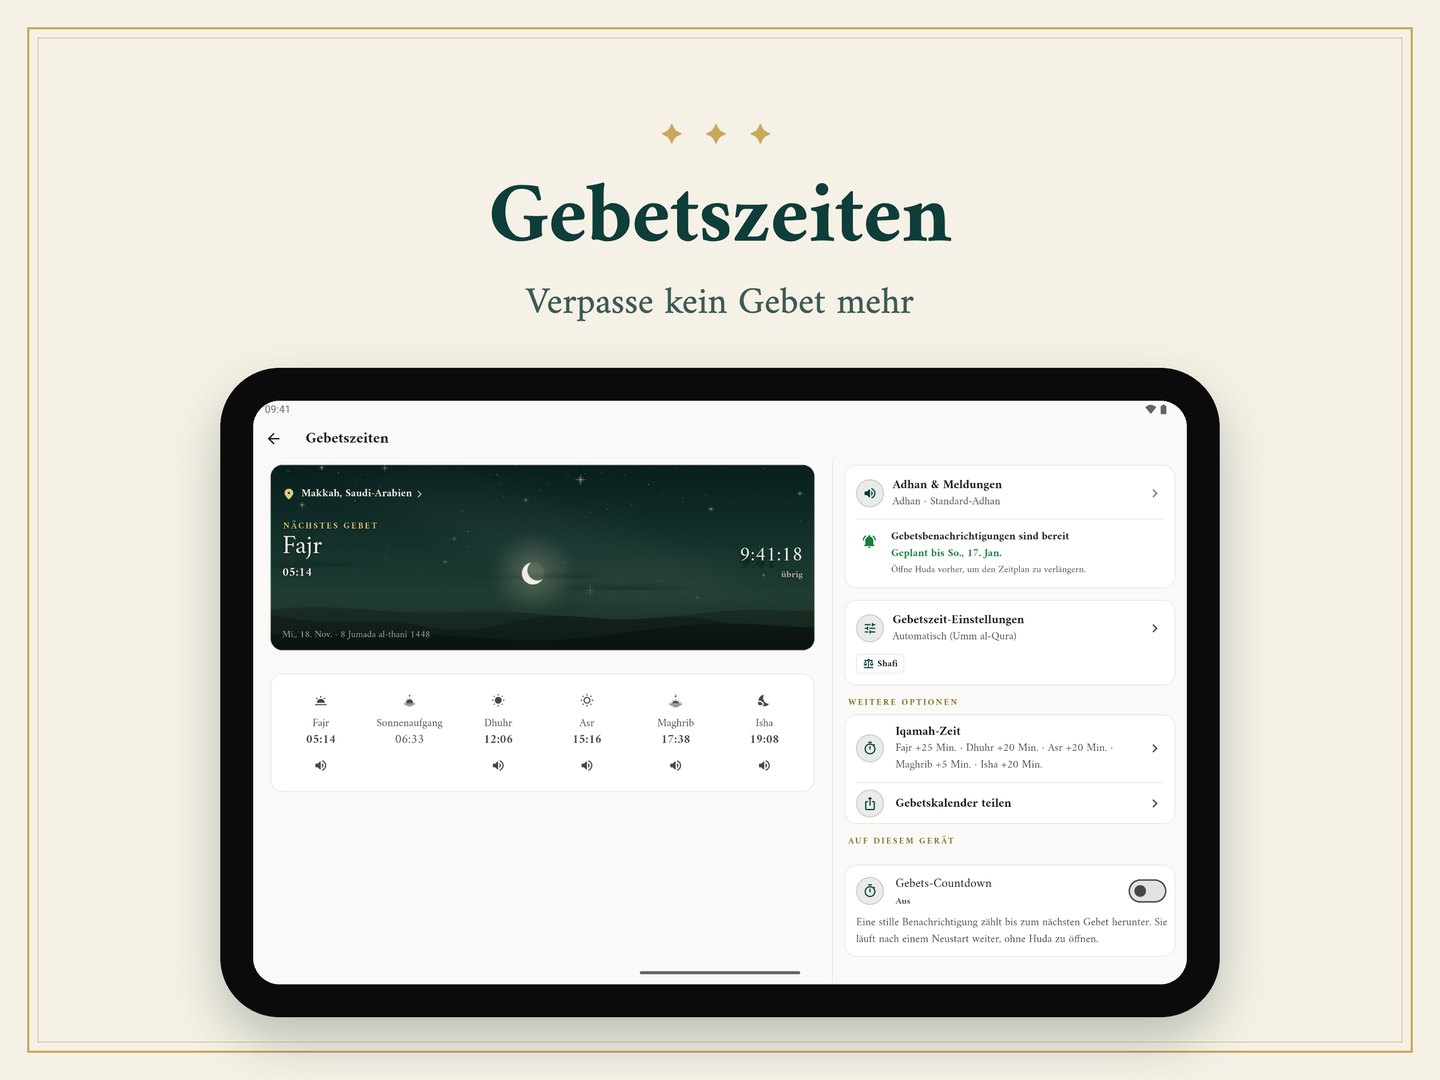 Gebetszeiten
Verpasse kein Gebet mehr
09:41
Gebetszeiten
Makkah, Saudi-Arabien
NÄCHSTES GEBET
Fajr
05:14
9:41:18
übrig
Mi., 18. Nov. · 8 Jumada al-thani 1448
Fajr Sonnenaufgang Dhuhr Asr Maghrib Isha
05:14 06:33 12:06 15:16 17:38 19:08
Adhan & Meldungen
Adhan · Standard-Adhan
Gebetsbenachrichtigungen sind bereit
Geplant bis So., 17. Jan.
Öffne Huda vorher, um den Zeitplan zu verlängern.
Gebetszeit-Einstellungen
Automatisch (Umm al-Qura)
Shafi
WEITERE OPTIONEN
Iqamah-Zeit
Fajr +25 Min. · Dhuhr +20 Min. · Asr +20 Min. ·
Maghrib +5 Min. · Isha +20 Min.
Gebetskalender teilen
AUF DIESEM GERÄT
Gebets-Countdown
Aus
Eine stille Benachrichtigung zählt bis zum nächsten Gebet herunter. Sie
läuft nach einem Neustart weiter, ohne Huda zu öffnen.